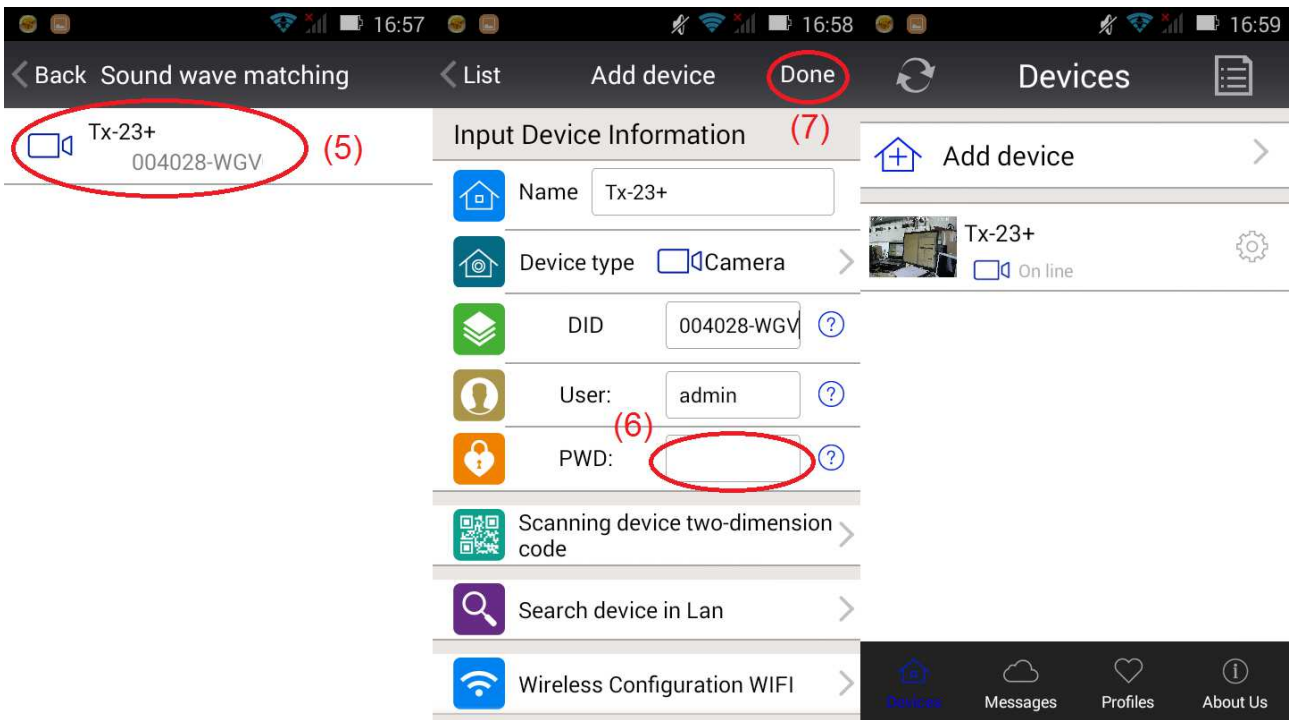 16:57
Back Sound wave matching
Tx-23+
004028-WGV
(5)
16:58
List Add device Done
(7)
Input Device Information
Name Tx-23+
Device type Camera
DID 004028-WGV ?
User: admin ?
(6)
PWD: ?
Scanning device two-dimension
code
Search device in Lan
Wireless Configuration WIFI
16:59
Devices
Add device
Tx-23+
On line
Devices Messages Profiles About Us